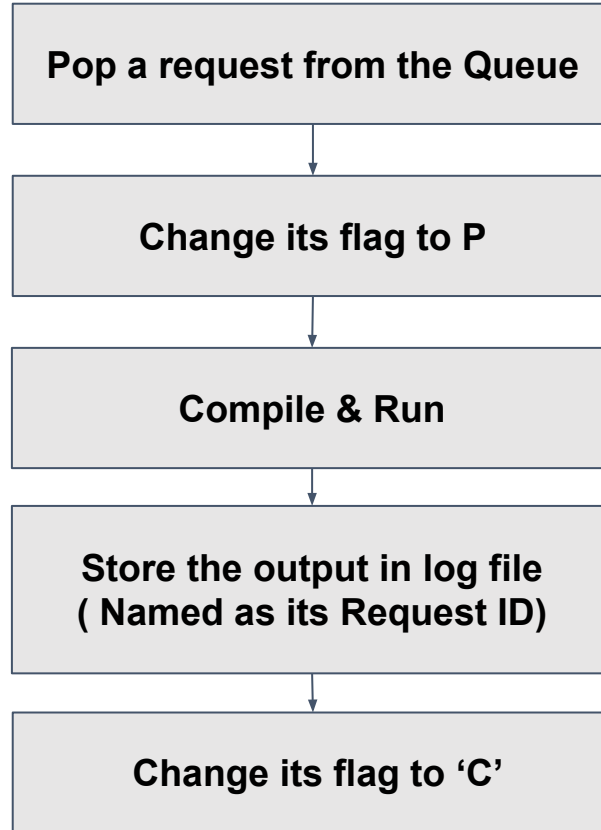 Pop a request from the Queue
Change its flag to P
Compile & Run
Store the output in log file
( Named as its Request ID)
Change its flag to ‘C’